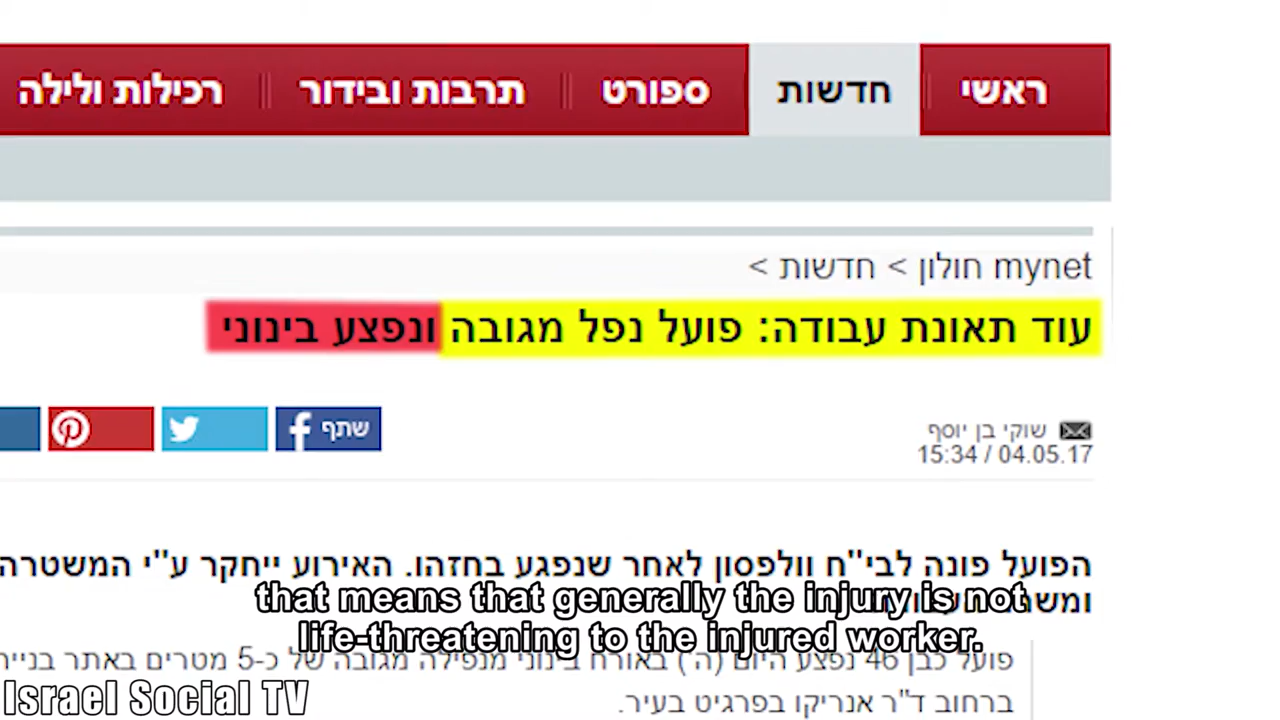 ראשי חדשות ספורט תרבות ובידור רכילות ולילה
mynet חולון > חדשות >
עוד תאונת עבודה: פועל נפל מגובה ונפצע בינוני
שתף
שוקי בן יוסף
15:34 / 04.05.17
הפועל פונה לבי''ח וולפסון לאחר שנפגע בחזהו. האירוע ייחקר ע''י המשטרה
that means that generally the injury is not
life-threatening to the injured worker.
פועל כבן 46 נפצע היום (ה') באורח בינוני מנפילה מגובה של כ-5 מטרים באתר בנייה
ברחוב ד"ר אנריקו בפרגיט בעיר.
Israel Social TV